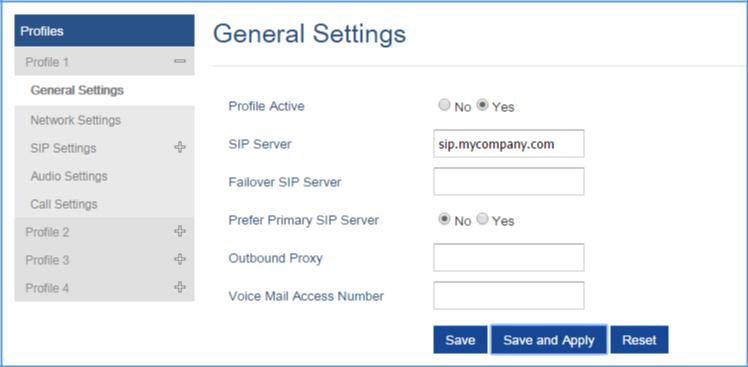 Profiles
Profile 1
General Settings
Network Settings
SIP Settings
Audio Settings
Call Settings
Profile 2
Profile 3
Profile 4
General Settings
Profile Active No Yes
SIP Server sip.mycompany.com
Failover SIP Server
Prefer Primary SIP Server No Yes
Outbound Proxy
Voice Mail Access Number
Save Save and Apply Reset